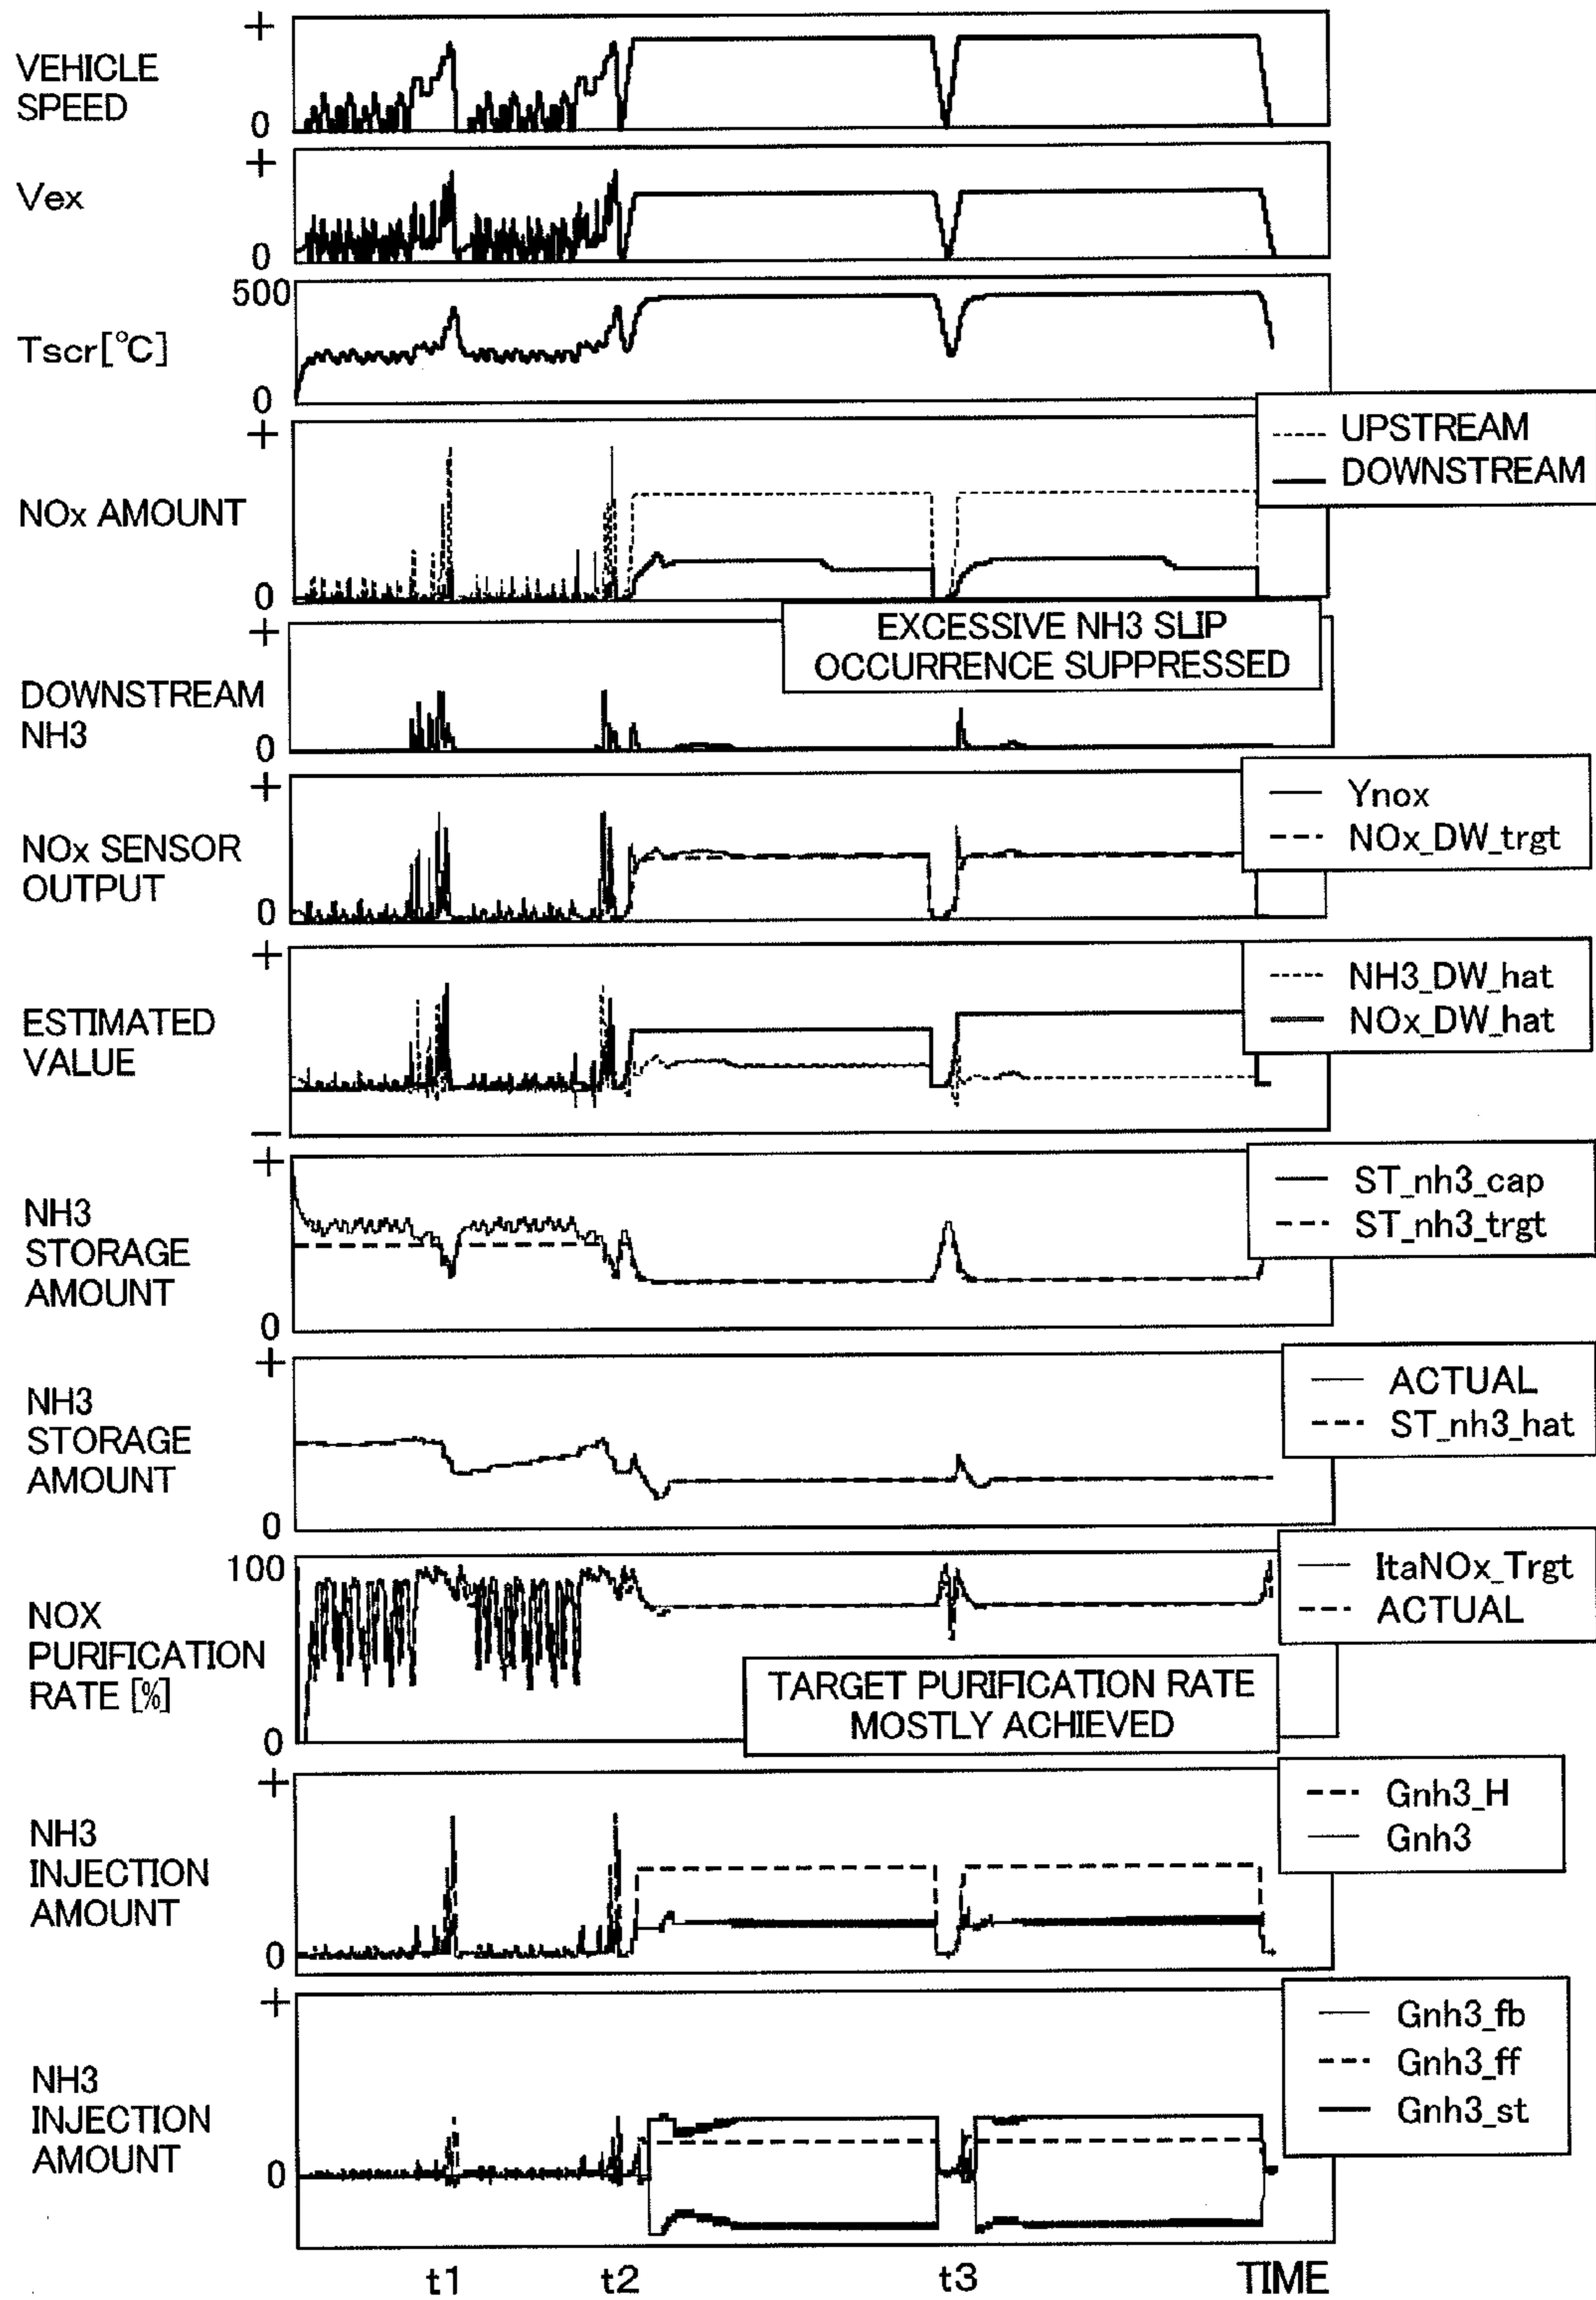 +
VEHICLE
SPEED
0
+
Vex
0
500
Tscr[℃]
0
UPSTREAM
DOWNSTREAM
+
NOx AMOUNT
0
EXCESSIVE NH3 SLIP
OCCURRENCE SUPPRESSED
+
DOWNSTREAM
NH3
0
Ynox
NOx_DW_trgt
+
NOx SENSOR
OUTPUT
0
NH3_DW_hat
NOx_DW_hat
+
ESTIMATED
VALUE
−
ST_nh3_cap
ST_nh3_trgt
+
NH3
STORAGE
AMOUNT
0
ACTUAL
ST_nh3_hat
+
NH3
STORAGE
AMOUNT
0
ItaNOx_Trgt
ACTUAL
100
NOX
PURIFICATION
RATE [%]
0
TARGET PURIFICATION RATE
MOSTLY ACHIEVED
Gnh3_H
Gnh3
+
NH3
INJECTION
AMOUNT
0
Gnh3_fb
Gnh3_ff
Gnh3_st
+
NH3
INJECTION
AMOUNT
0
t1 t2 t3 TIME